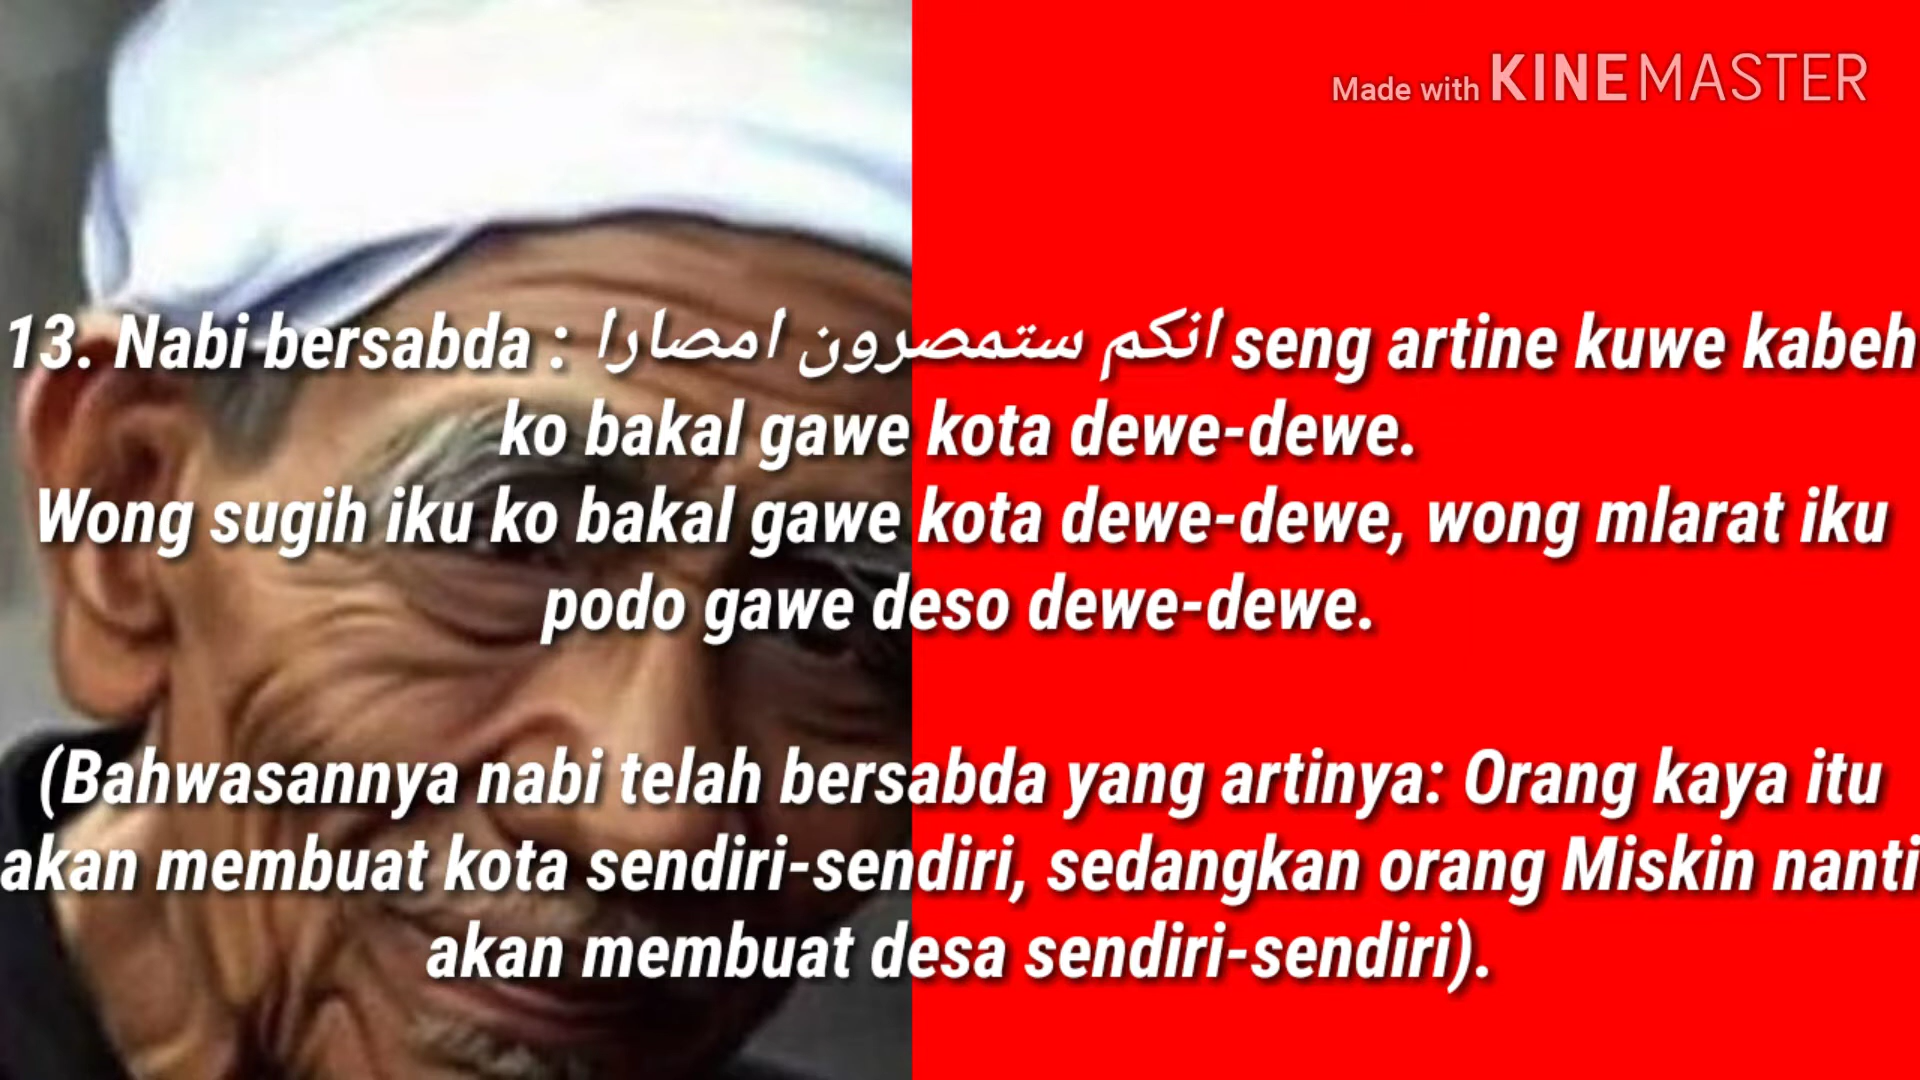 Made with KINEMASTER
13. Nabi bersabda : انكم ستمصرون امصارا seng artine kuwe kabeh
ko bakal gawe kota dewe-dewe.
Wong sugih iku ko bakal gawe kota dewe-dewe, wong mlarat iku
podo gawe deso dewe-dewe.
(Bahwasannya nabi telah bersabda yang artinya: Orang kaya itu
akan membuat kota sendiri-sendiri, sedangkan orang Miskin nanti
akan membuat desa sendiri-sendiri).